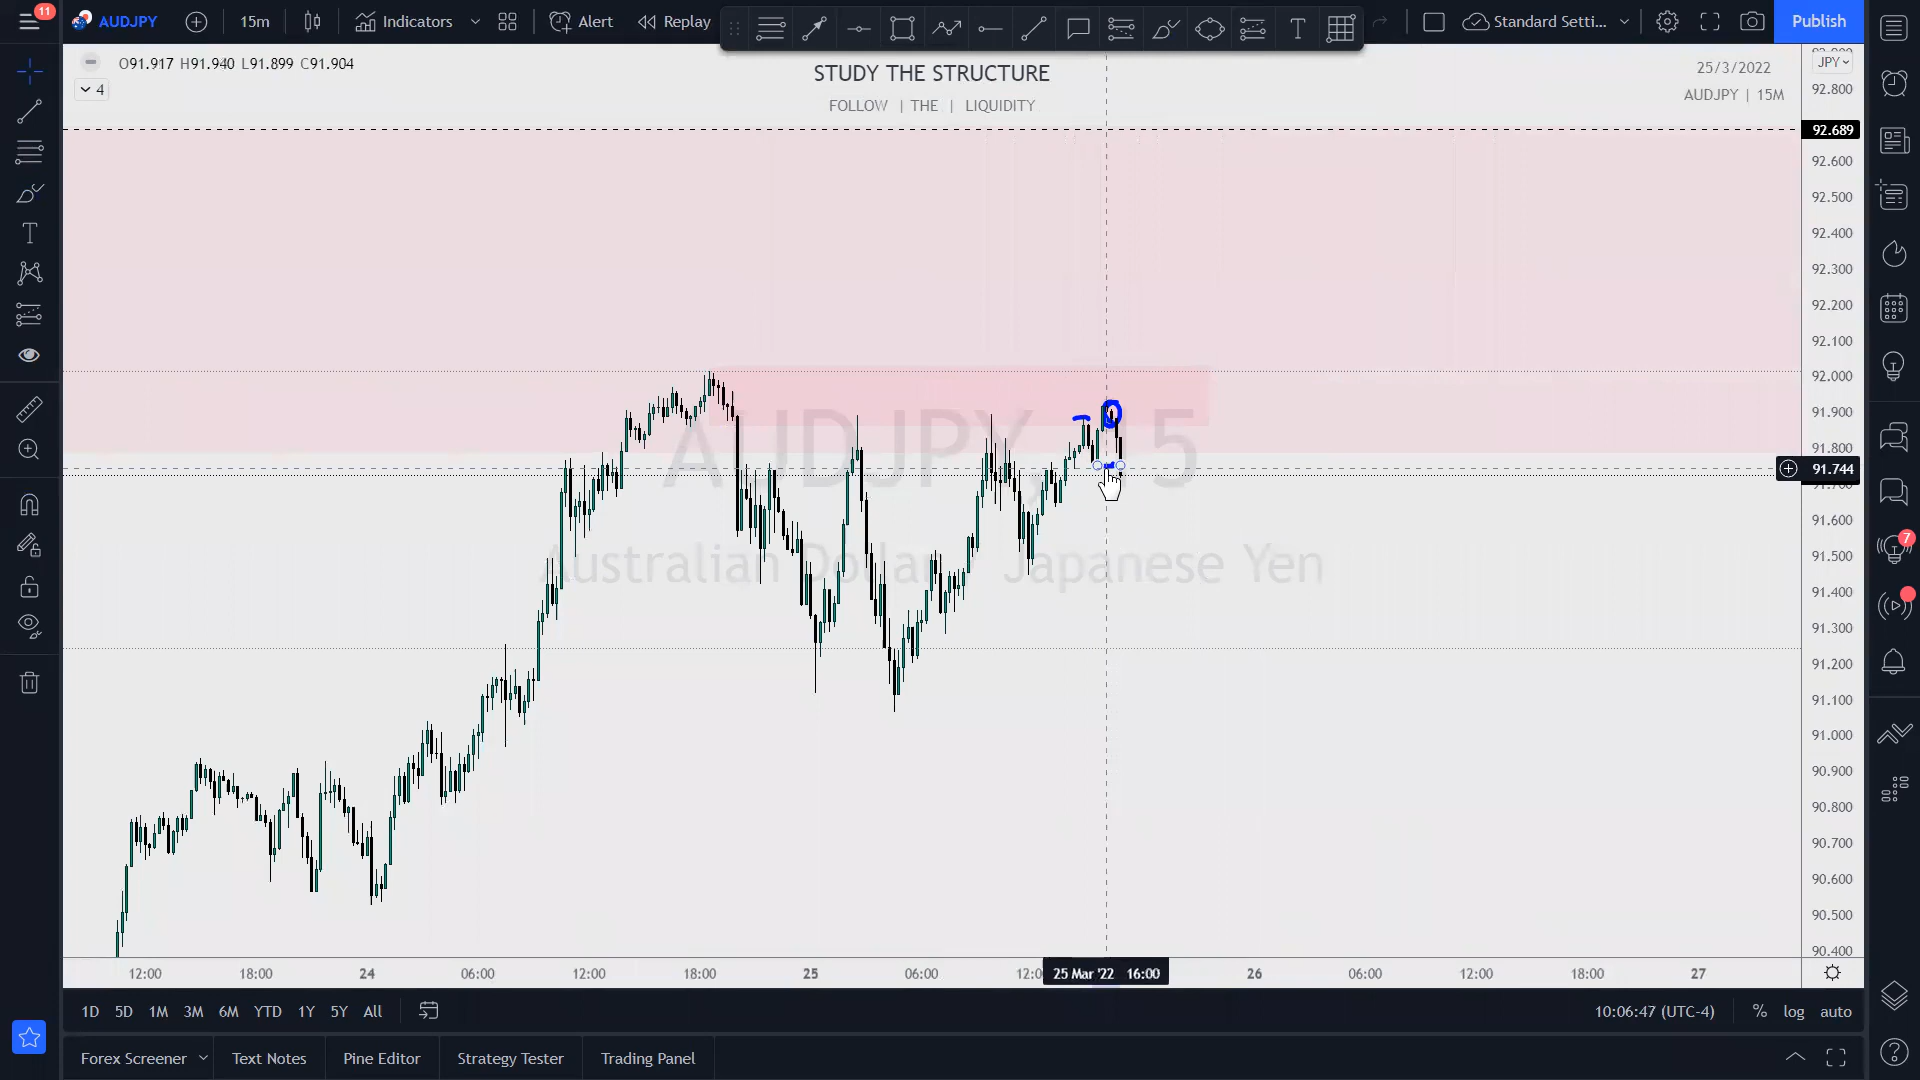 11
AUDJPY
15m
Indicators
Alert
Replay
Standard Setti...
Publish
O91.917 H91.940 L91.899 C91.904
4
STUDY THE STRUCTURE
FOLLOW | THE | LIQUIDITY
25/3/2022
AUDJPY | 15M
JPY
92.800
92.689
92.600
92.500
92.400
92.300
92.200
92.100
92.000
91.900
91.800
91.744
91.600
91.500
91.400
91.300
91.200
91.100
91.000
90.900
90.800
90.700
90.600
90.500
90.400
AUDJPY, 15
Australian Dollar / Japanese Yen
7
12:00
18:00
24
06:00
12:00
18:00
25
06:00
25 Mar '22 16:00
26
06:00
12:00
18:00
27
1D 5D 1M 3M 6M YTD 1Y 5Y All
10:06:47 (UTC-4)
% log auto
Forex Screener
Text Notes
Pine Editor
Strategy Tester
Trading Panel